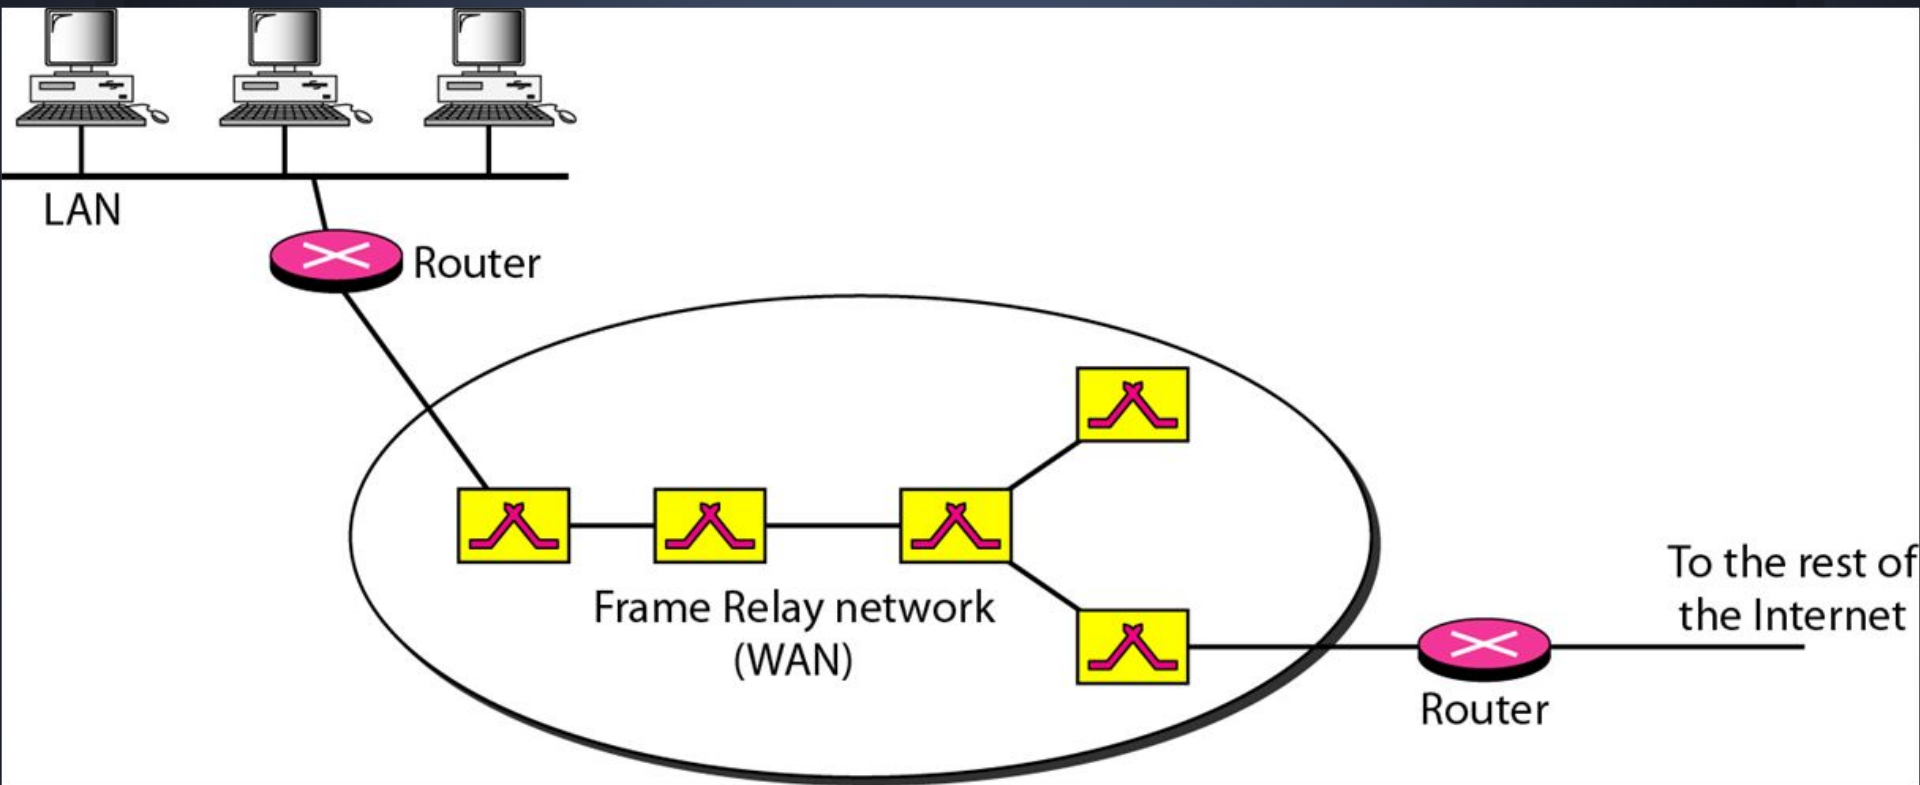 LAN
Router
Frame Relay network
(WAN)
To the rest of
the Internet
Router